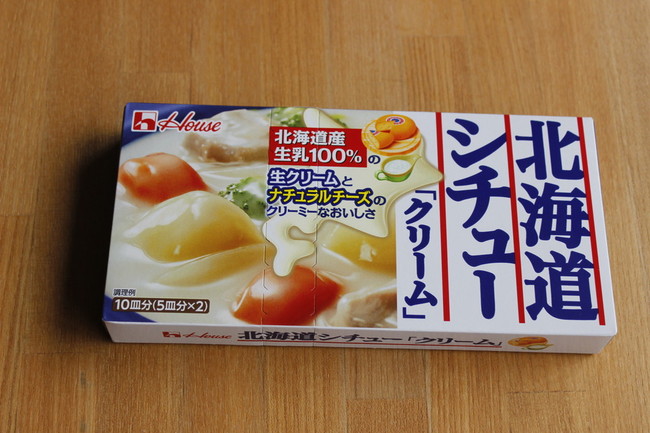 House
北海道産
生乳100%の
生クリームと
ナチュラルチーズの
クリーミーなおいしさ
北海道
シチュー
「クリーム」
調理例
10皿分(5皿分×2)
House 北海道シチュー「クリーム」